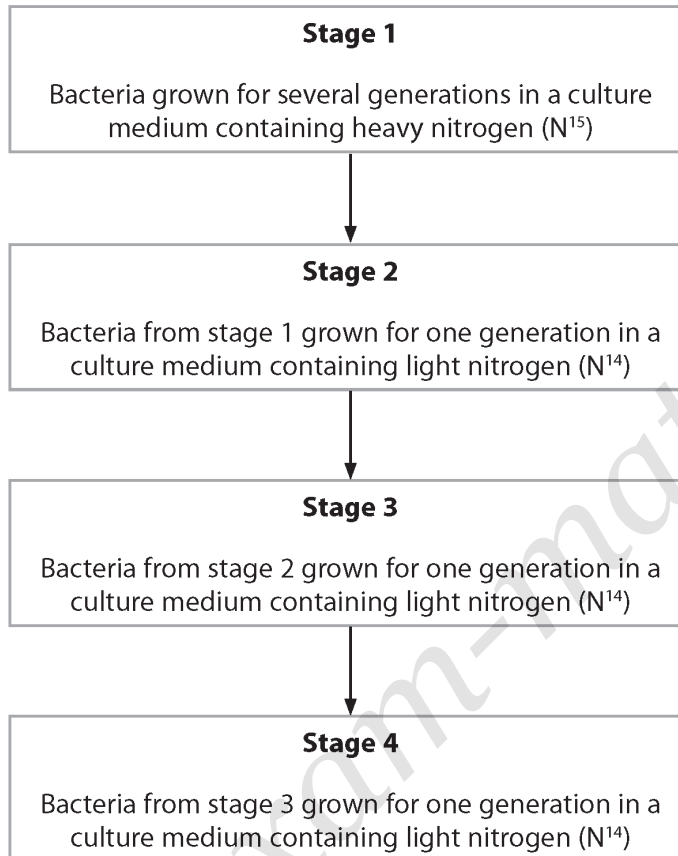 Stage 1
Bacteria grown for several generations in a culture
medium containing heavy nitrogen (N¹⁵)
Stage 2
Bacteria from stage 1 grown for one generation in a
culture medium containing light nitrogen (N¹⁴)
Stage 3
Bacteria from stage 2 grown for one generation in a
culture medium containing light nitrogen (N¹⁴)
Stage 4
Bacteria from stage 3 grown for one generation in a
culture medium containing light nitrogen (N¹⁴)